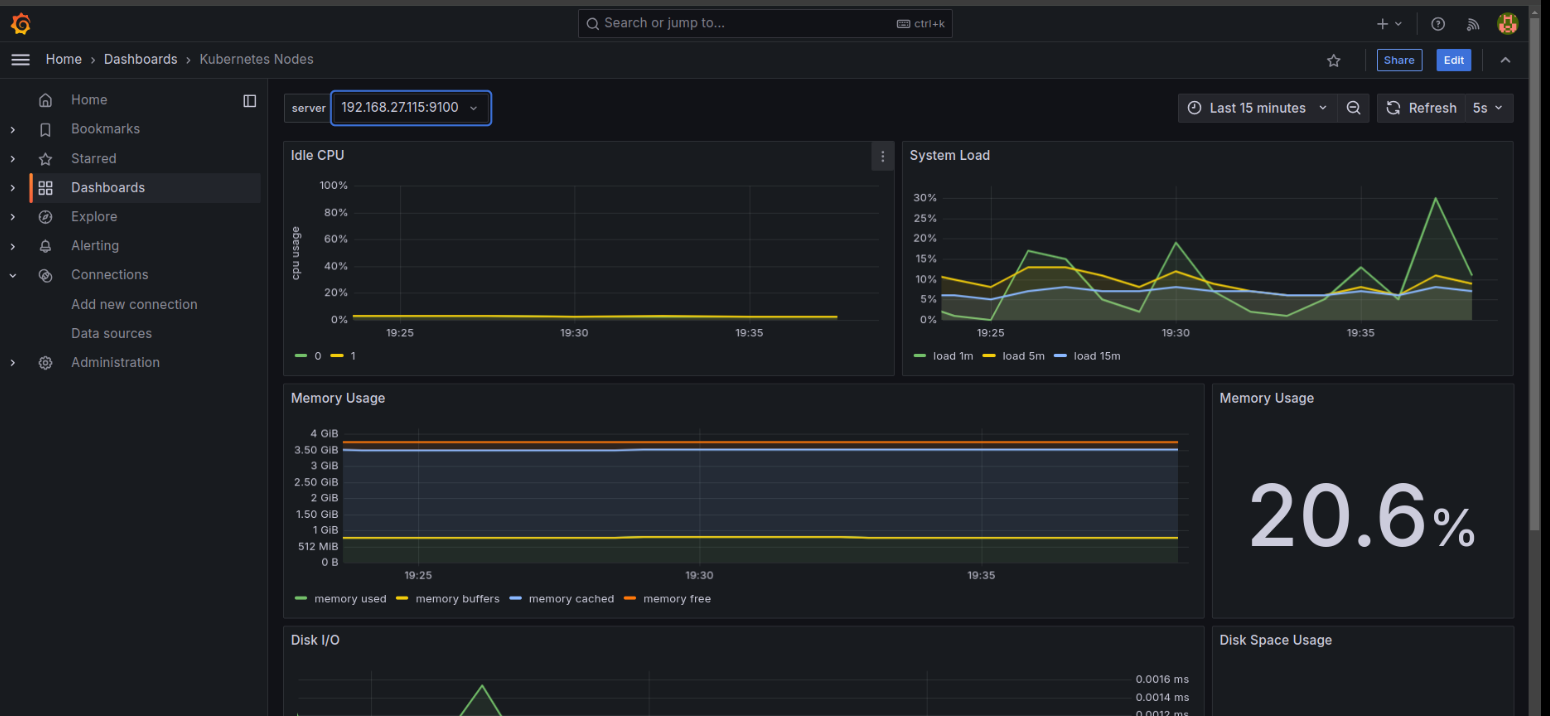 Search or jump to...
ctrl+k
Home › Dashboards › Kubernetes Nodes
Share
Edit
Home
Bookmarks
Starred
Dashboards
Explore
Alerting
Connections
Add new connection
Data sources
Administration
server
192.168.27.115:9100
Last 15 minutes
Refresh
5s
Idle CPU
cpu usage
100%
80%
60%
40%
20%
0%
19:25
19:30
19:35
0
1
System Load
30%
25%
20%
15%
10%
5%
0%
19:25
19:30
19:35
load 1m
load 5m
load 15m
Memory Usage
4 GiB
3.50 GiB
3 GiB
2.50 GiB
2 GiB
1.50 GiB
1 GiB
512 MiB
0 B
19:25
19:30
19:35
memory used
memory buffers
memory cached
memory free
Memory Usage
20.6%
Disk I/O
0.0016 ms
0.0014 ms
0.0012 ms
Disk Space Usage